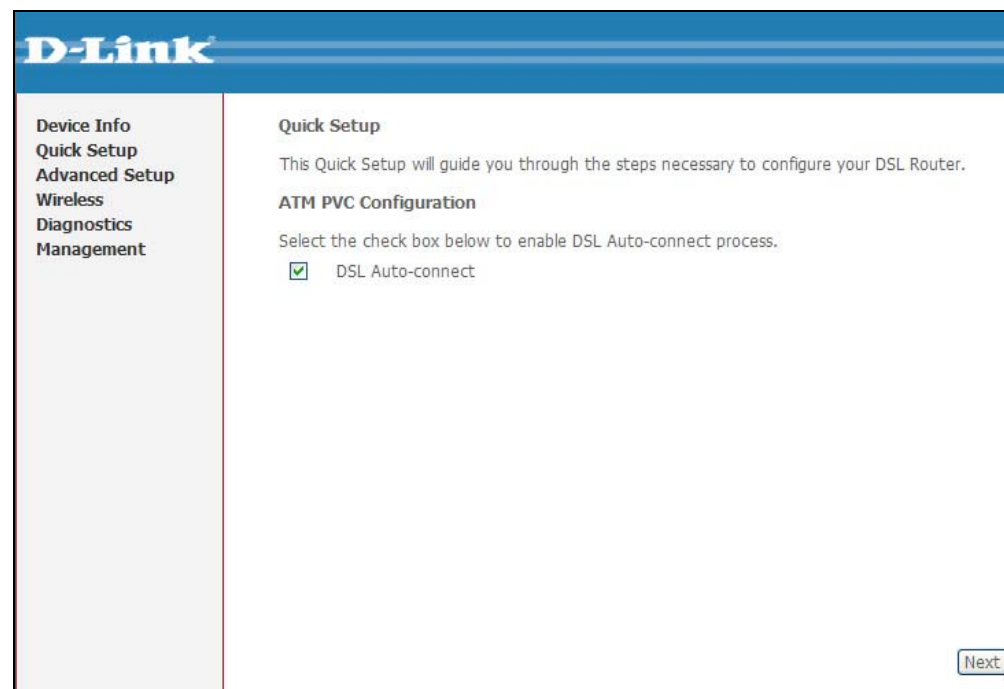 D-Link
Device Info
Quick Setup
Advanced Setup
Wireless
Diagnostics
Management
Quick Setup
This Quick Setup will guide you through the steps necessary to configure your DSL Router.
ATM PVC Configuration
Select the check box below to enable DSL Auto-connect process.
DSL Auto-connect
Next